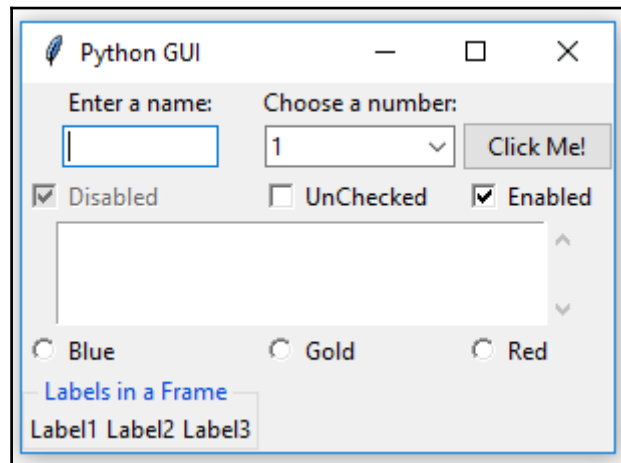 Python GUI
Enter a name: Choose a number:
1 Click Me!
Disabled UnChecked Enabled
Blue Gold Red
Labels in a Frame
Label1 Label2 Label3